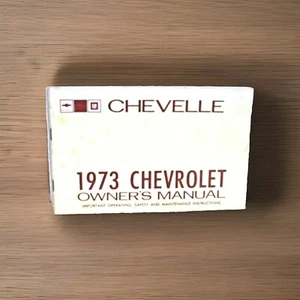 CHEVELLE
1973 CHEVROLET
OWNER'S MANUAL
IMPORTANT OPERATING, SAFETY AND MAINTENANCE INSTRUCTIONS